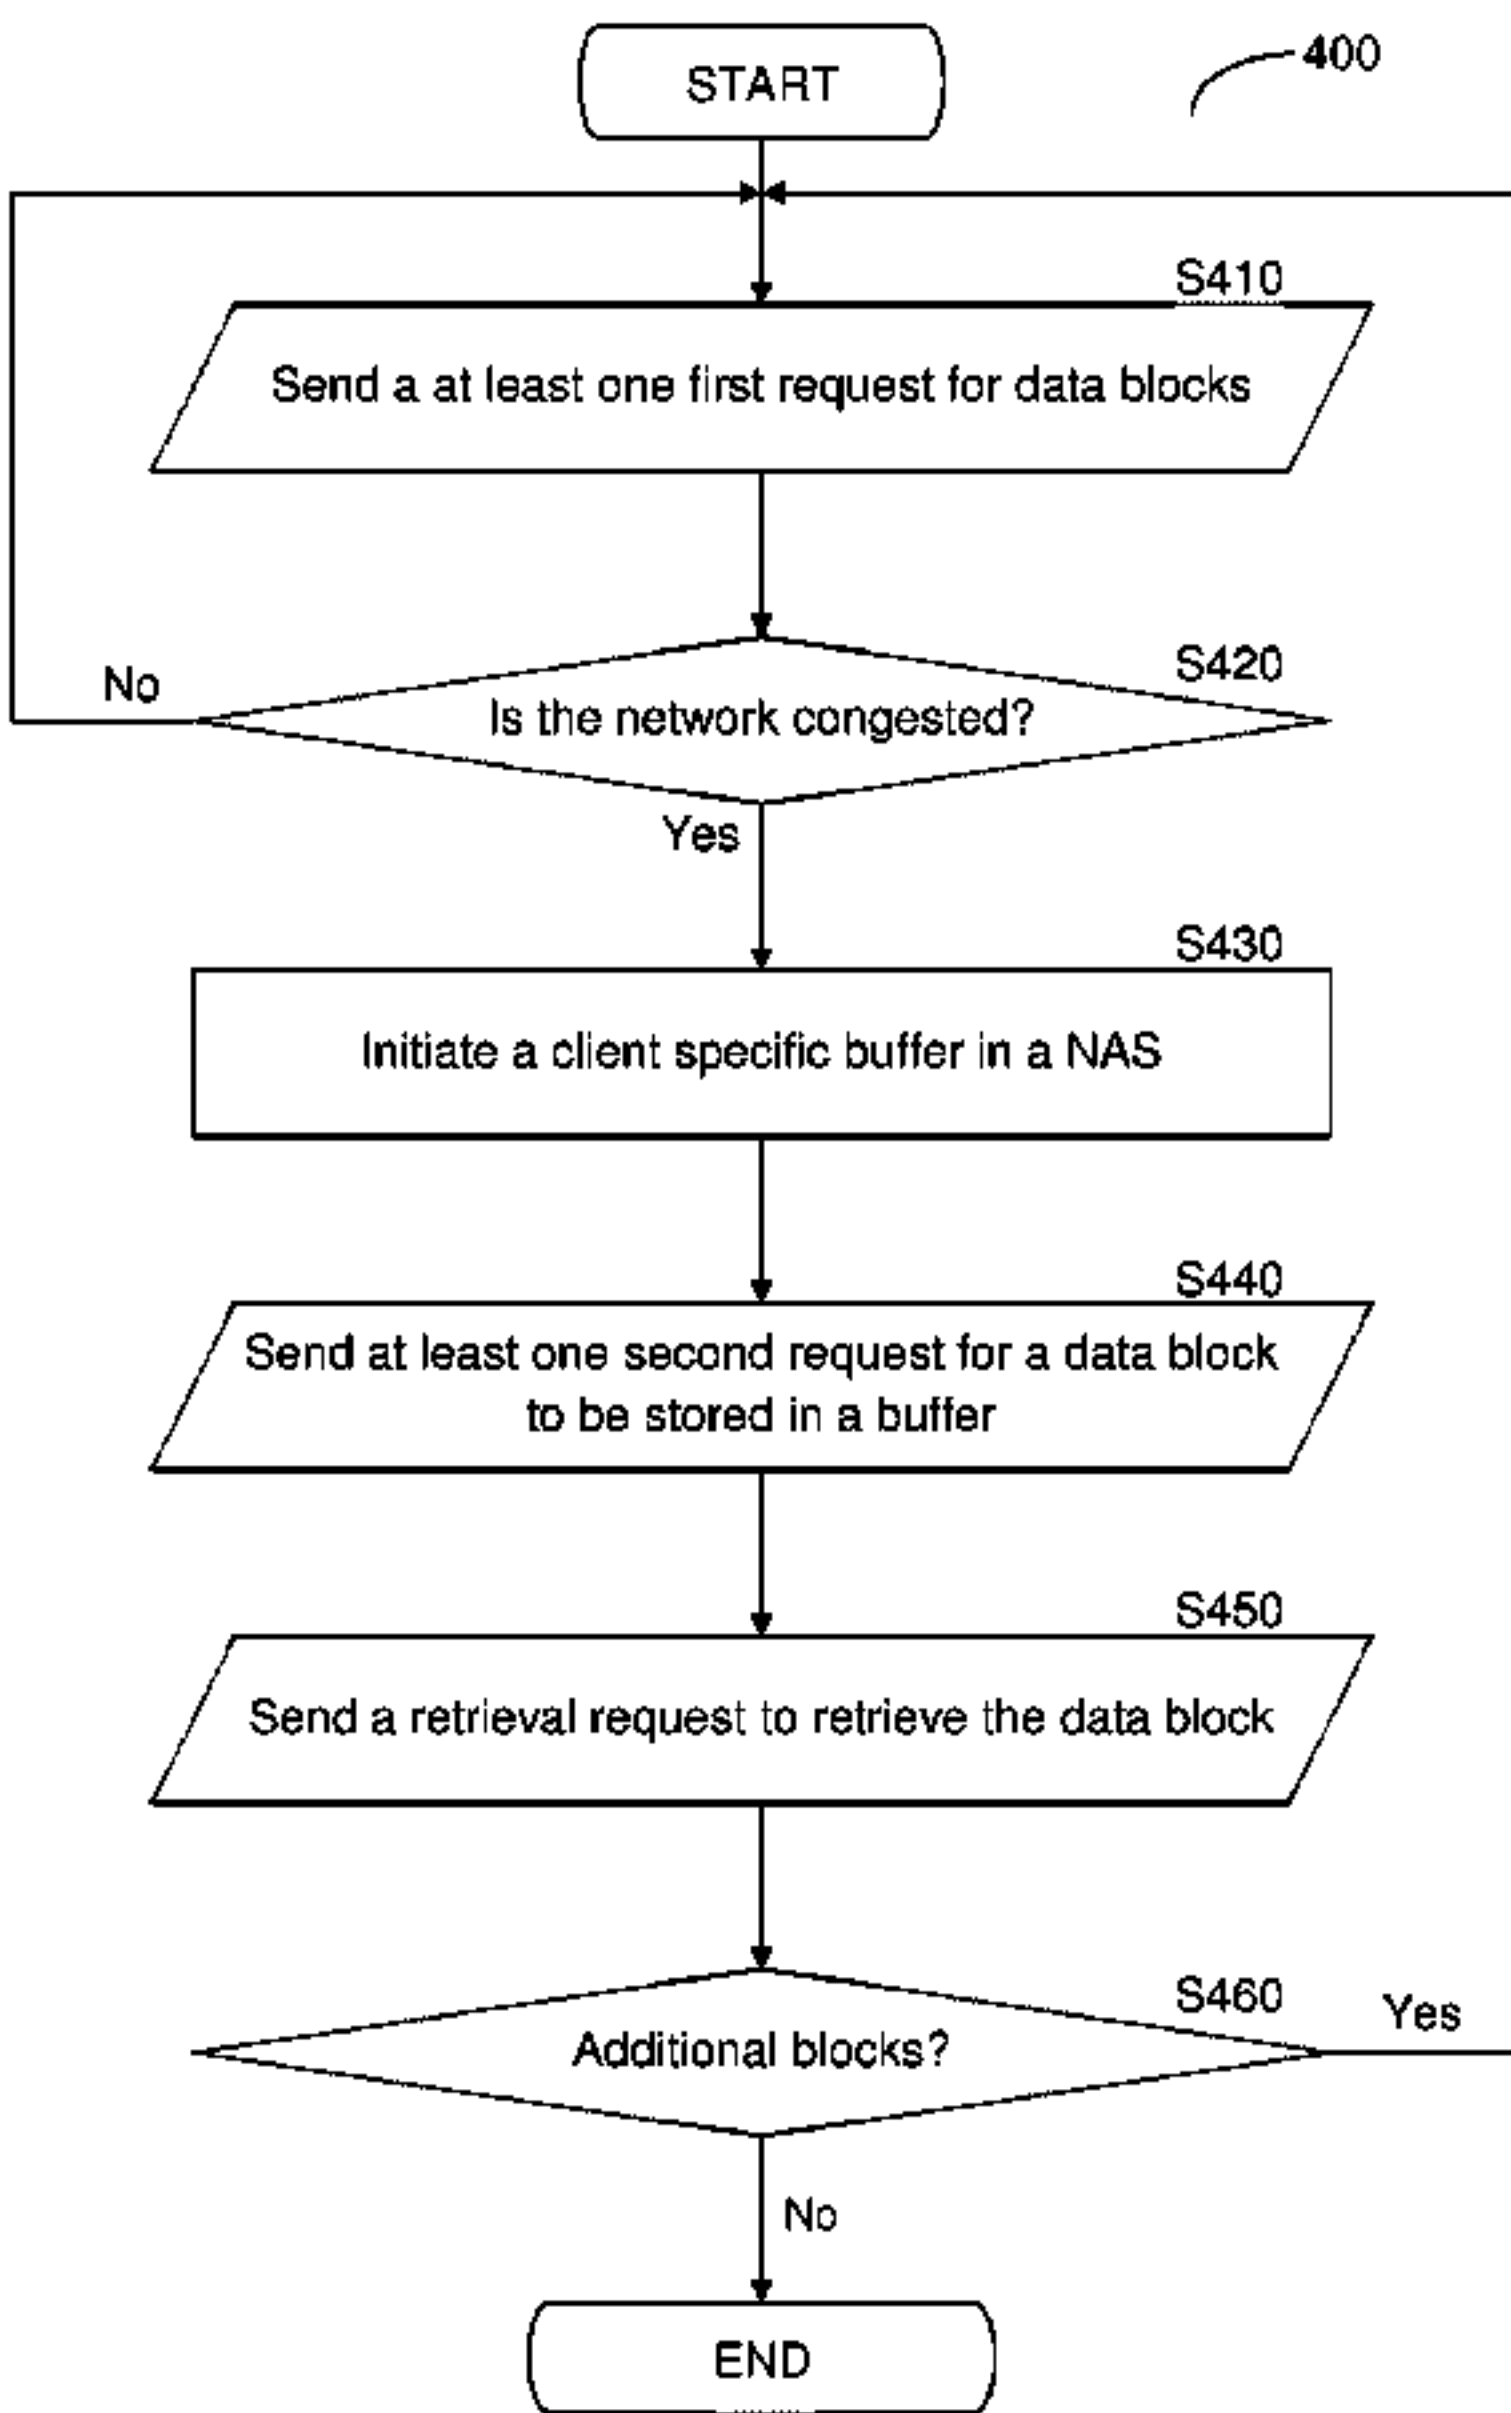 START
400
S410
Send a at least one first request for data blocks
S420
No
Is the network congested?
Yes
S430
Initiate a client specific buffer in a NAS
S440
Send at least one second request for a data block
to be stored in a buffer
S450
Send a retrieval request to retrieve the data block
S460
Yes
Additional blocks?
No
END